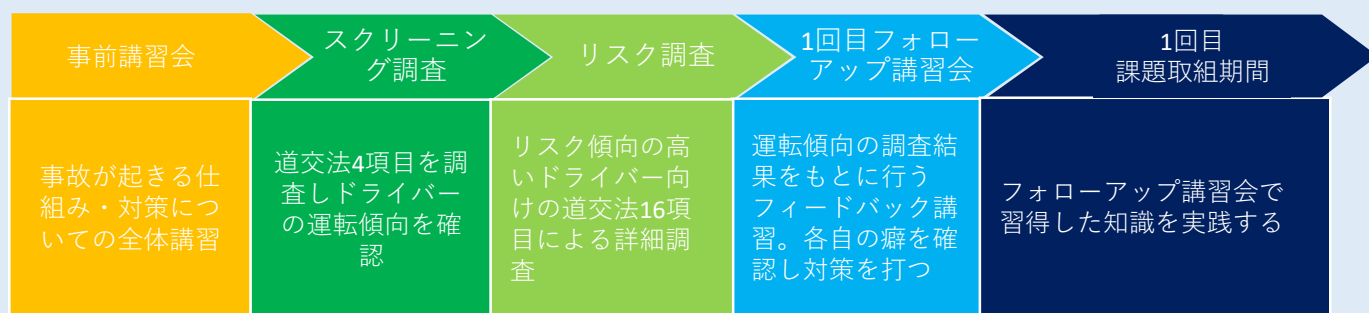 事前講習会
スクリーニン
グ調査
リスク調査
1回目フォロー
アップ講習会
1回目
課題取組期間
事故が起きる仕
組み・対策につ
いての全体講習
道交法4項目を調
査しドライバー
の運転傾向を確
認
リスク傾向の高
いドライバー向
けの道交法16項
目による詳細調
査
運転傾向の調査結
果をもとに行う
フィードバック講
習。各自の癖を確
認し対策を打つ
フォローアップ講習会で
習得した知識を実践する